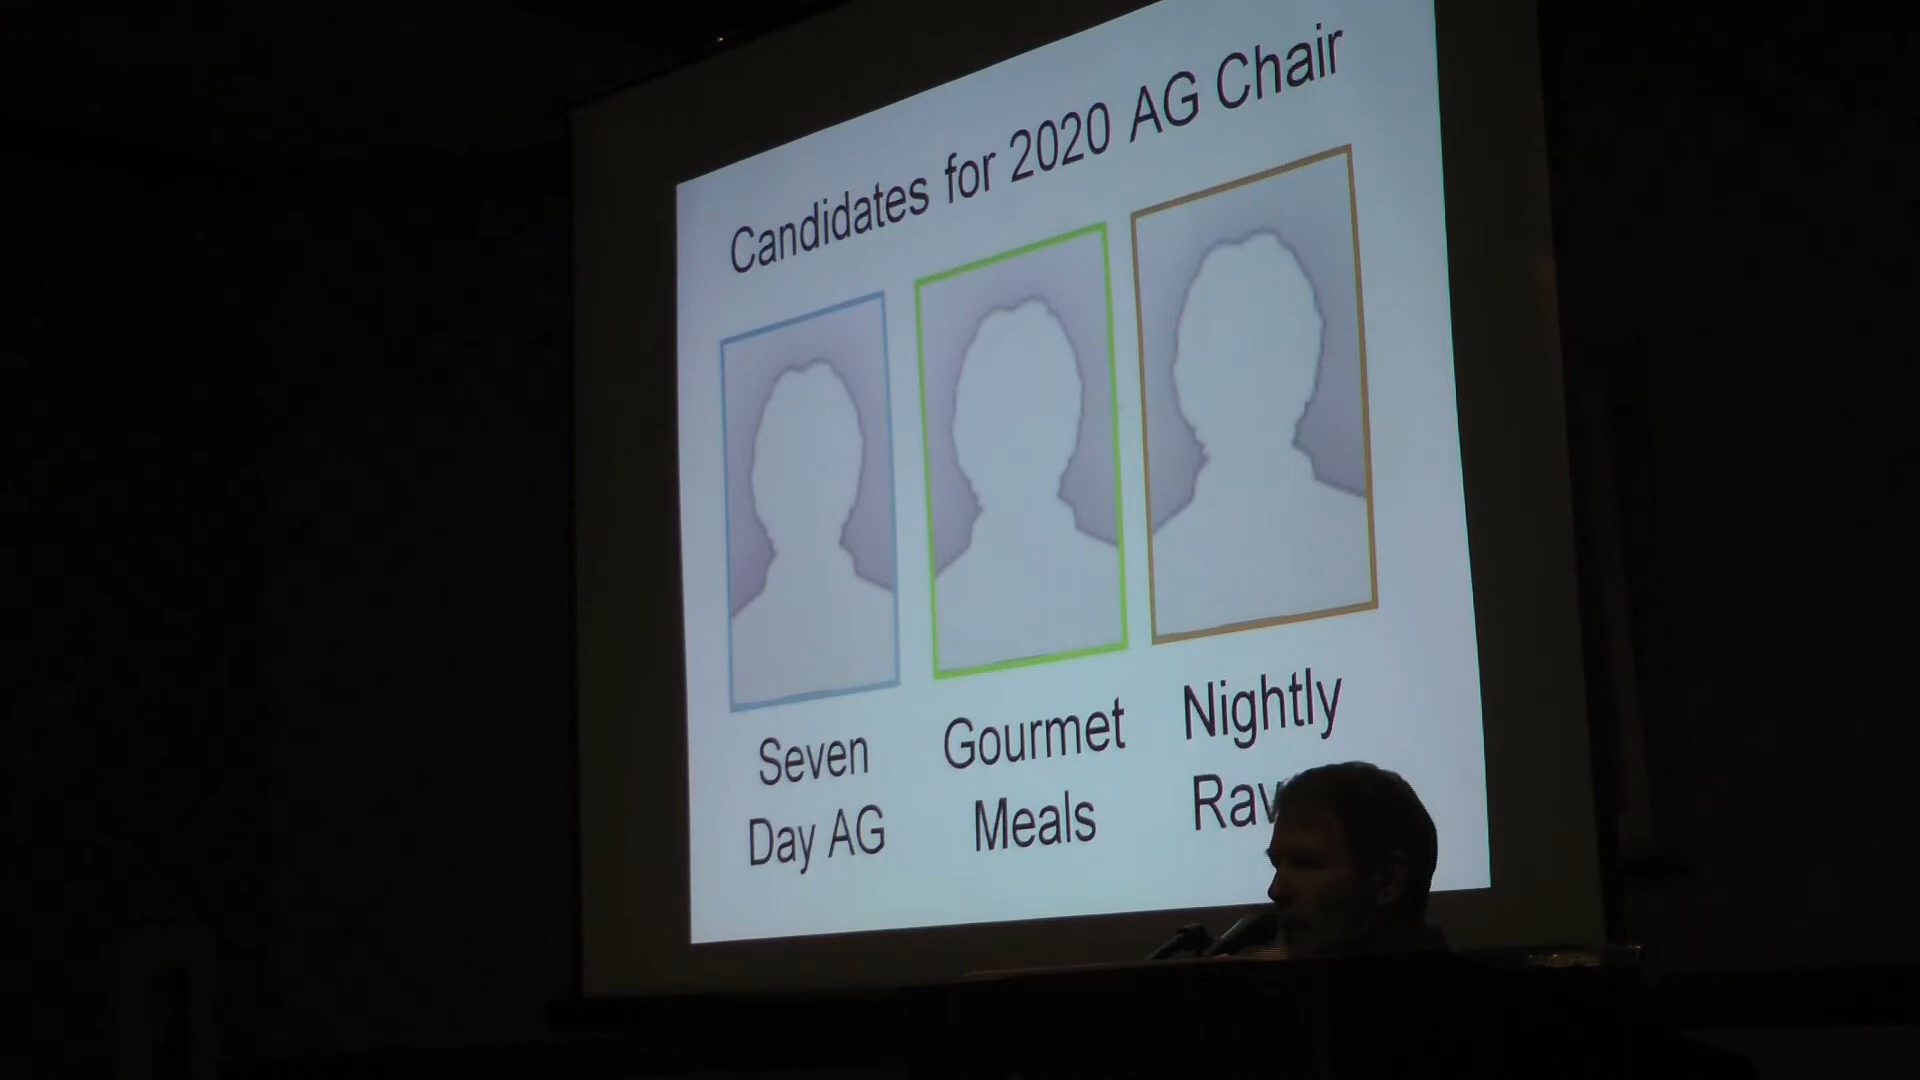 Candidates for 2020 AG Chair
Seven
Day AG
Gourmet
Meals
Nightly